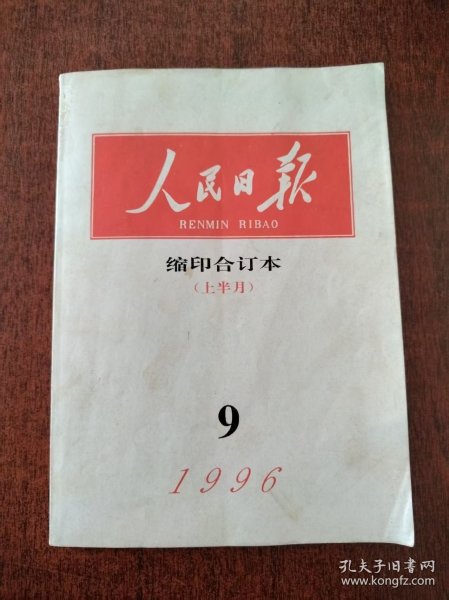 人民日报
RENMIN RIBAO
缩印合订本
（上半月）
9
1996
孔夫子旧书网
www.kongfz.com